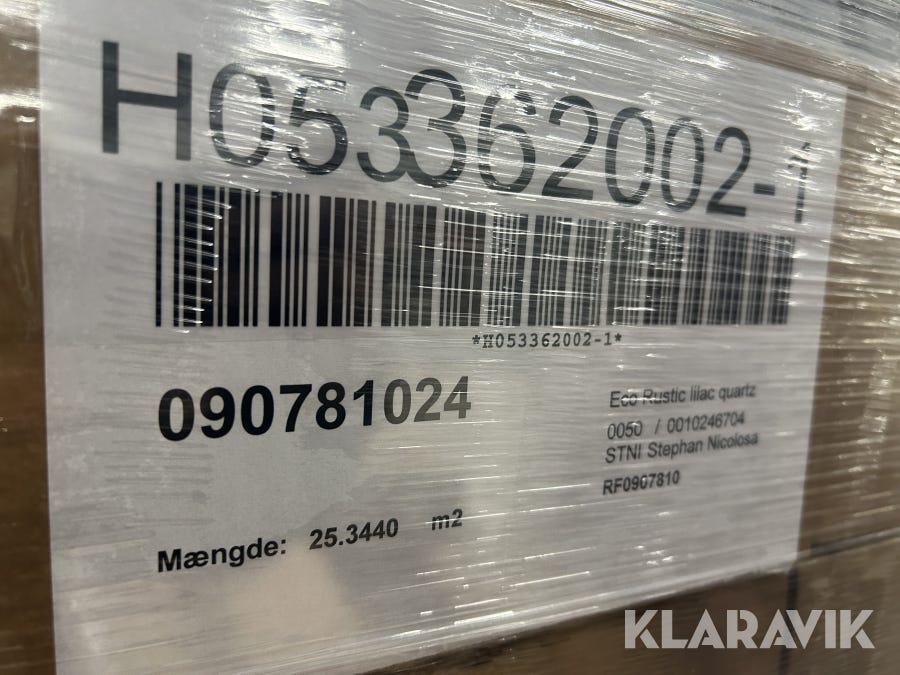 H053362002-1
*H053362002-1*
090781024
Eco Rustic lilac quartz
0050 / 0010246704
STNI Stephan Nicolosa
RF0907810
Mængde: 25.3440 m2
KLARAVIK